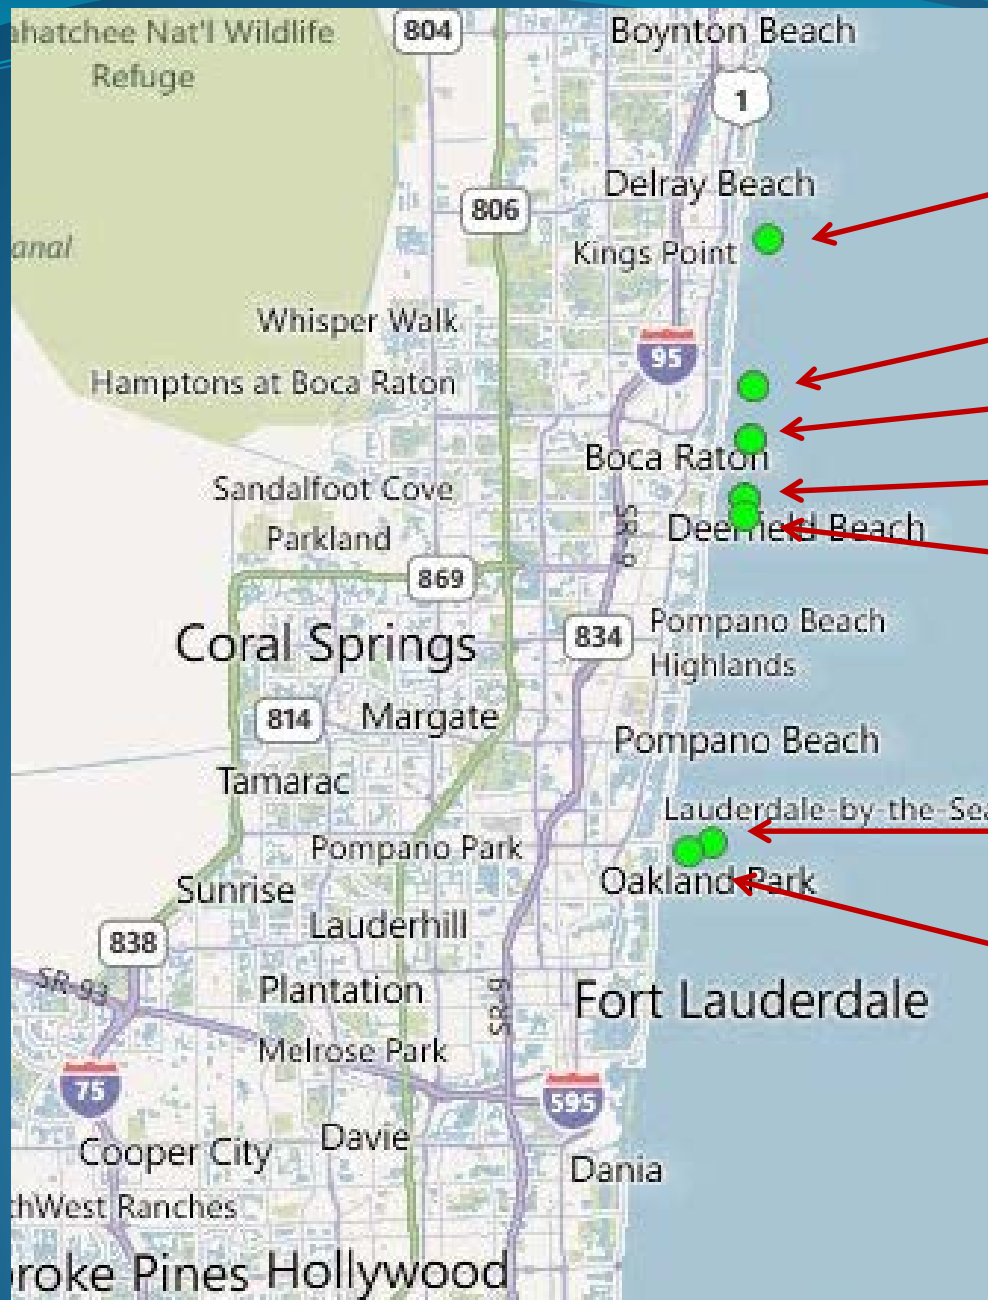 ahatchee Nat'l Wildlife
Refuge
804
Boynton Beach
1
Delray Beach
806
anal
Kings Point
Whisper Walk
95
Hamptons at Boca Raton
Boca Raton
Sandalfoot Cove
Parkland
Deerfield Beach
869
Coral Springs
834
Pompano Beach
Highlands
814
Margate
Pompano Beach
Tamarac
Lauderdale-by-the-Sea
Pompano Park
Oakland Park
Sunrise
Lauderhill
838
SR-93
Plantation
SR-9
Fort Lauderdale
Melrose Park
75
595
Cooper City
Davie
Dania
thWest Ranches
broke Pines
Hollywood